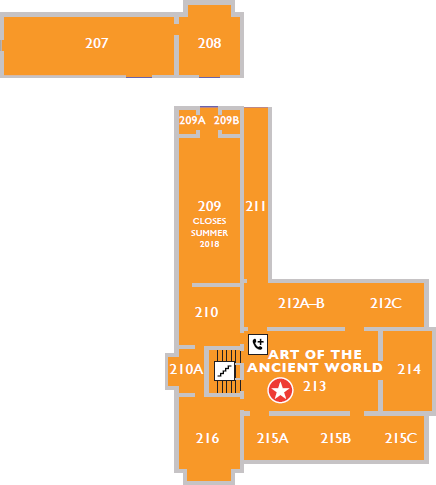 207
208
209A 209B
209
CLOSES
SUMMER
2018
211
212A–B 212C
210
ART OF THE
ANCIENT WORLD
210A
213
214
216
215A 215B 215C